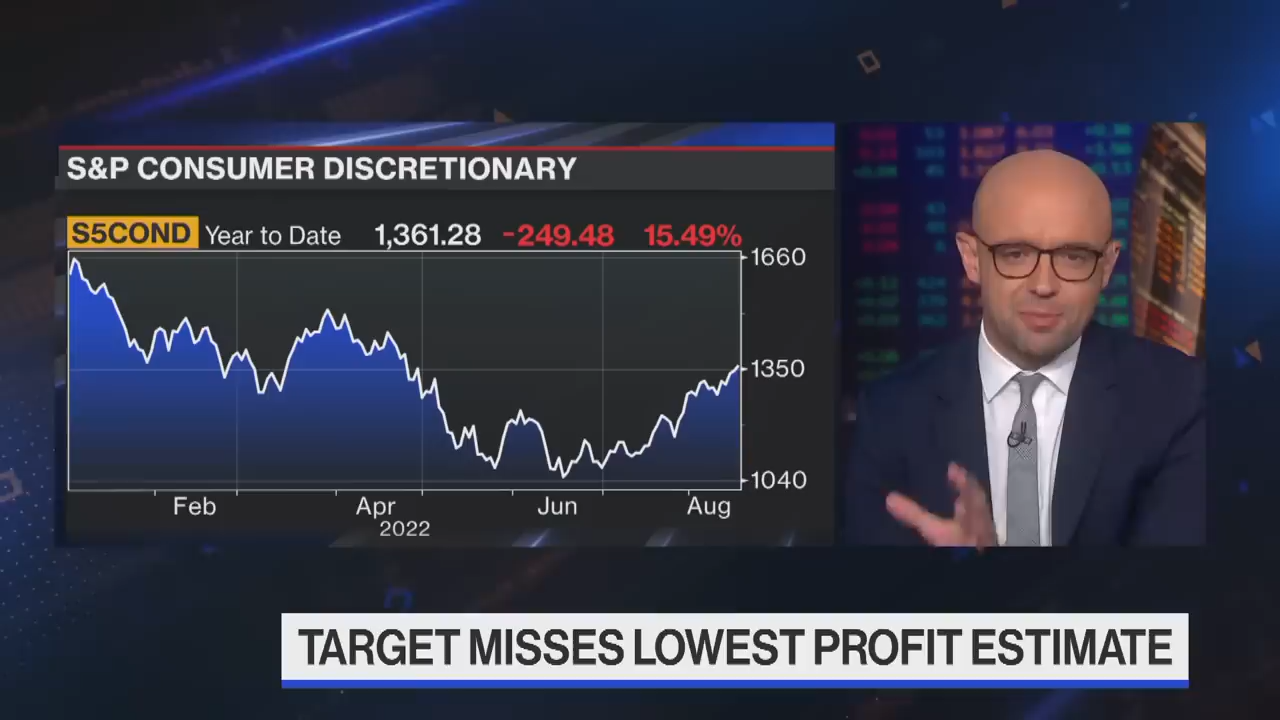 S&P CONSUMER DISCRETIONARY
S5COND Year to Date 1,361.28 -249.48 15.49%
1660
1350
1040
Feb Apr Jun Aug
2022
TARGET MISSES LOWEST PROFIT ESTIMATE